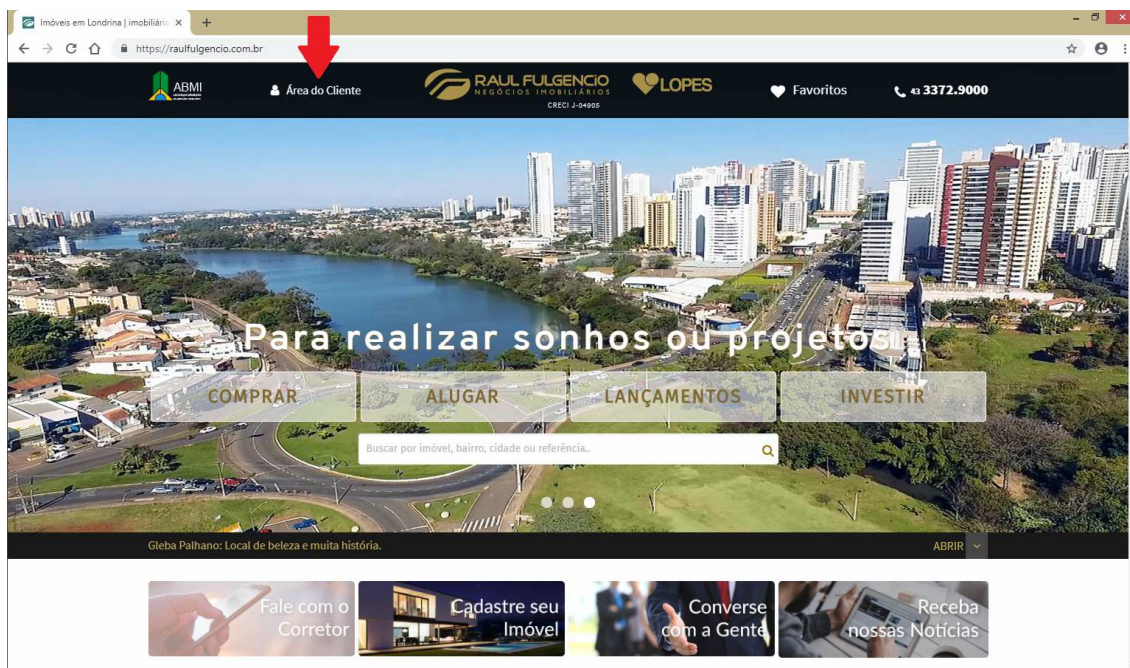 Imóveis em Londrina | imobiliária
https://raulfulgencio.com.br
ABMI
Área do Cliente
RAUL FULGENCIO
NEGÓCIOS IMOBILIÁRIOS
CRECI J-04905
LOPES
Favoritos
43 3372.9000
Para realizar sonhos ou projetos!
COMPRAR
ALUGAR
LANÇAMENTOS
INVESTIR
Buscar por imóvel, bairro, cidade ou referência..
Gleba Palhano: Local de beleza e muita história.
ABRIR
Fale com o
Corretor
Cadastre seu
Imóvel
Converse
com a Gente
Receba
nossas Notícias